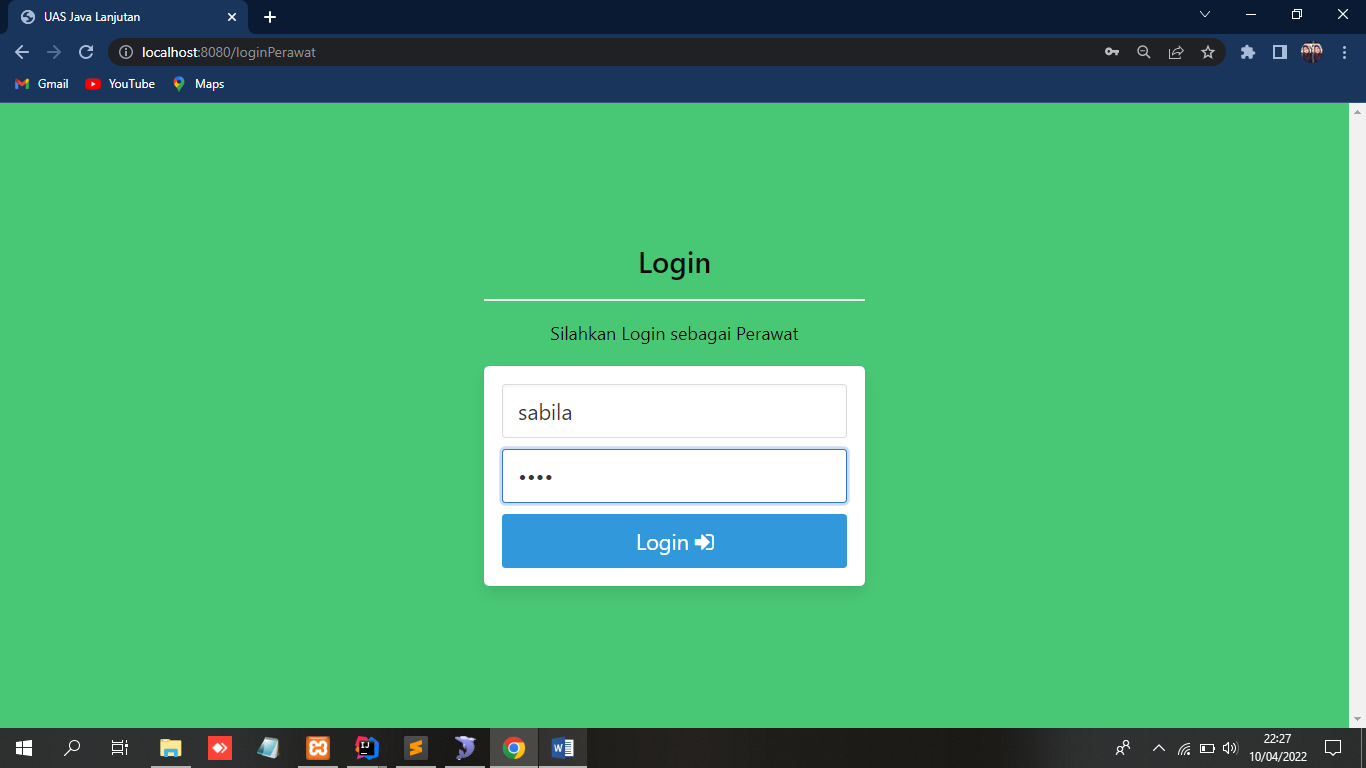 UAS Java Lanjutan
localhost:8080/loginPerawat
Gmail
YouTube
Maps
Login
Silahkan Login sebagai Perawat
sabila
••••
Login
22:27
10/04/2022